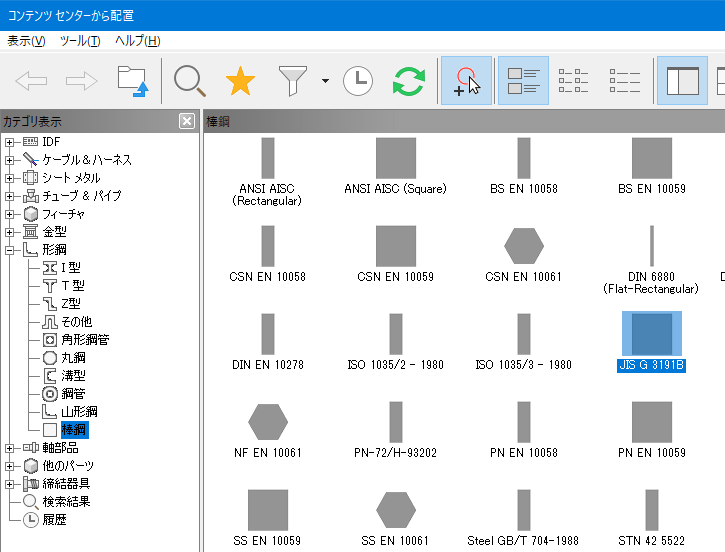 コンテンツ センターから配置
表示(V) ツール(T) ヘルプ(H)
カテゴリ表示
棒鋼
IDF
ケーブル＆ハーネス
シート メタル
チューブ & パイプ
フィーチャ
金型
形鋼
I 型
T 型
Z型
その他
角形鋼管
丸鋼
溝型
鋼管
山形鋼
棒鋼
軸部品
他のパーツ
締結器具
検索結果
履歴
ANSI AISC
(Rectangular)
ANSI AISC (Square)
BS EN 10058
BS EN 10059
CSN EN 10058
CSN EN 10059
CSN EN 10061
DIN 6880
(Flat-Rectangular)
DIN EN 10278
ISO 1035/2 - 1980
ISO 1035/3 - 1980
JIS G 3191B
NF EN 10061
PN-72/H-93202
PN EN 10058
PN EN 10059
SS EN 10059
SS EN 10061
Steel GB/T 704-1988
STN 42 5522